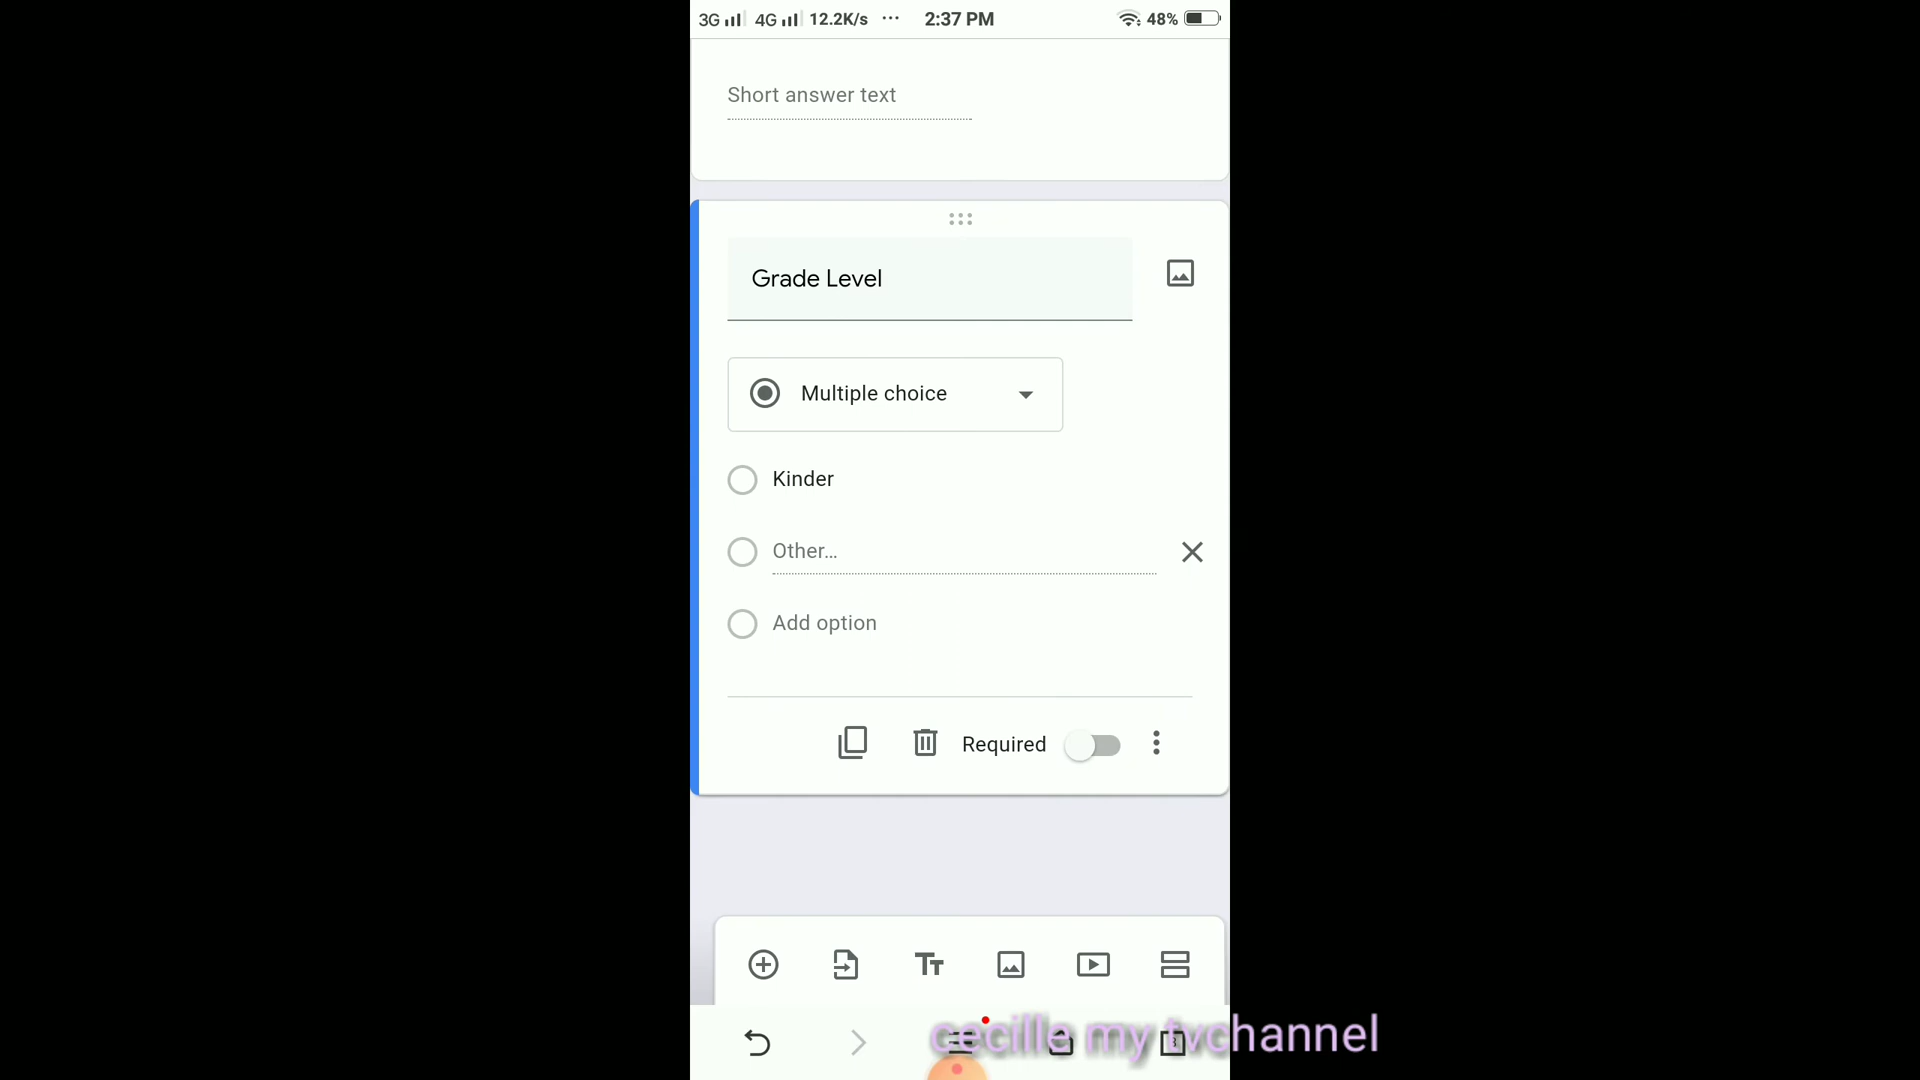 3G 4G 12.2K/s ... 2:37 PM 48%
Short answer text
Grade Level
Multiple choice
Kinder
Other...
Add option
Required
Tt
cecille my tvchannel